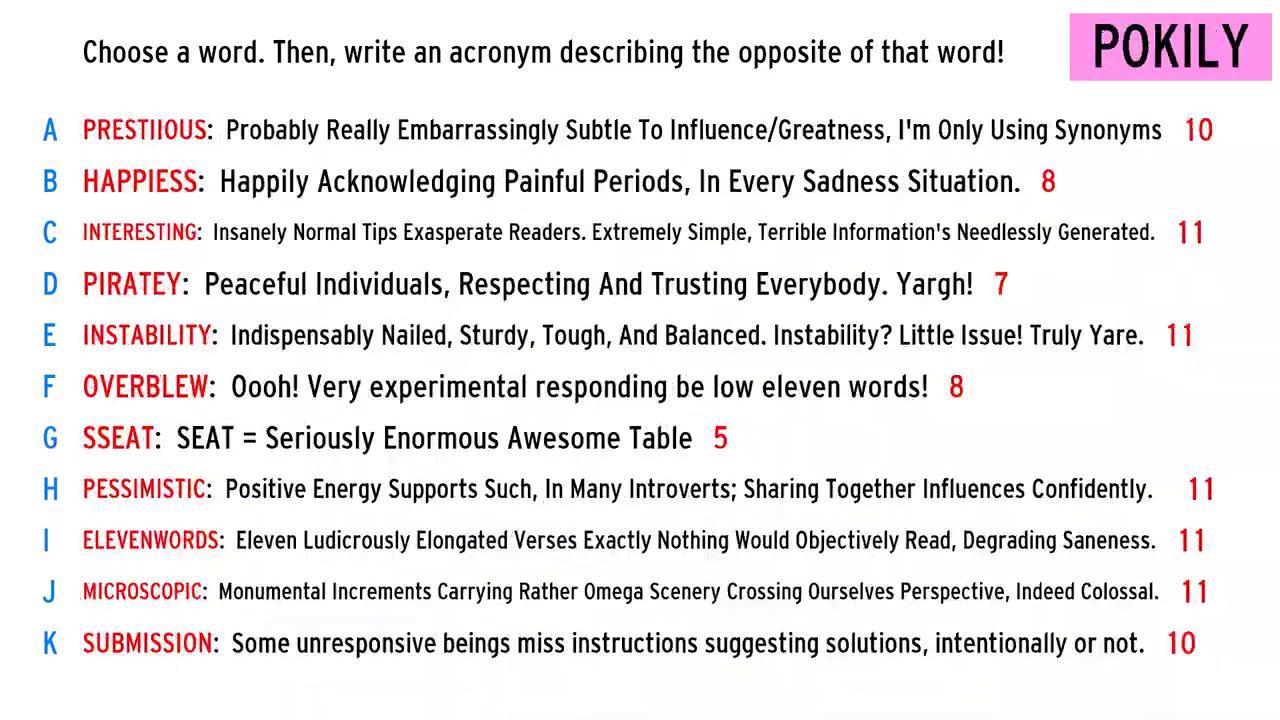 Choose a word. Then, write an acronym describing the opposite of that word!
POKILY
A PRESTIIOUS: Probably Really Embarrassingly Subtle To Influence/Greatness, I'm Only Using Synonyms 10
B HAPPIESS: Happily Acknowledging Painful Periods, In Every Sadness Situation. 8
C INTERESTING: Insanely Normal Tips Exasperate Readers. Extremely Simple, Terrible Information's Needlessly Generated. 11
D PIRATEY: Peaceful Individuals, Respecting And Trusting Everybody. Yargh! 7
E INSTABILITY: Indispensably Nailed, Sturdy, Tough, And Balanced. Instability? Little Issue! Truly Yare. 11
F OVERBLEW: Oooh! Very experimental responding be low eleven words! 8
G SSEAT: SEAT = Seriously Enormous Awesome Table 5
H PESSIMISTIC: Positive Energy Supports Such, In Many Introverts; Sharing Together Influences Confidently. 11
I ELEVENWORDS: Eleven Ludicrously Elongated Verses Exactly Nothing Would Objectively Read, Degrading Saneness. 11
J MICROSCOPIC: Monumental Increments Carrying Rather Omega Scenery Crossing Ourselves Perspective, Indeed Colossal. 11
K SUBMISSION: Some unresponsive beings miss instructions suggesting solutions, intentionally or not. 10